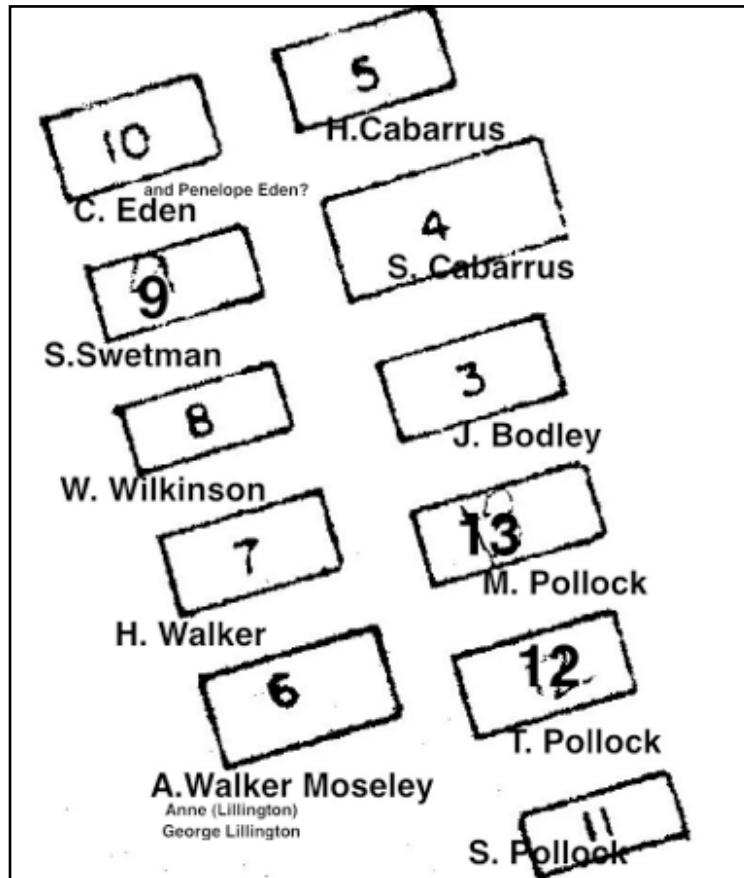 5
H.Cabarrus
10
and Penelope Eden?
C. Eden
4
S. Cabarrus
9
S.Swetman
3
J. Bodley
8
W. Wilkinson
13
M. Pollock
7
H. Walker
12
T. Pollock
6
A.Walker Moseley
Anne (Lillington)
George Lillington
11
S. Pollock